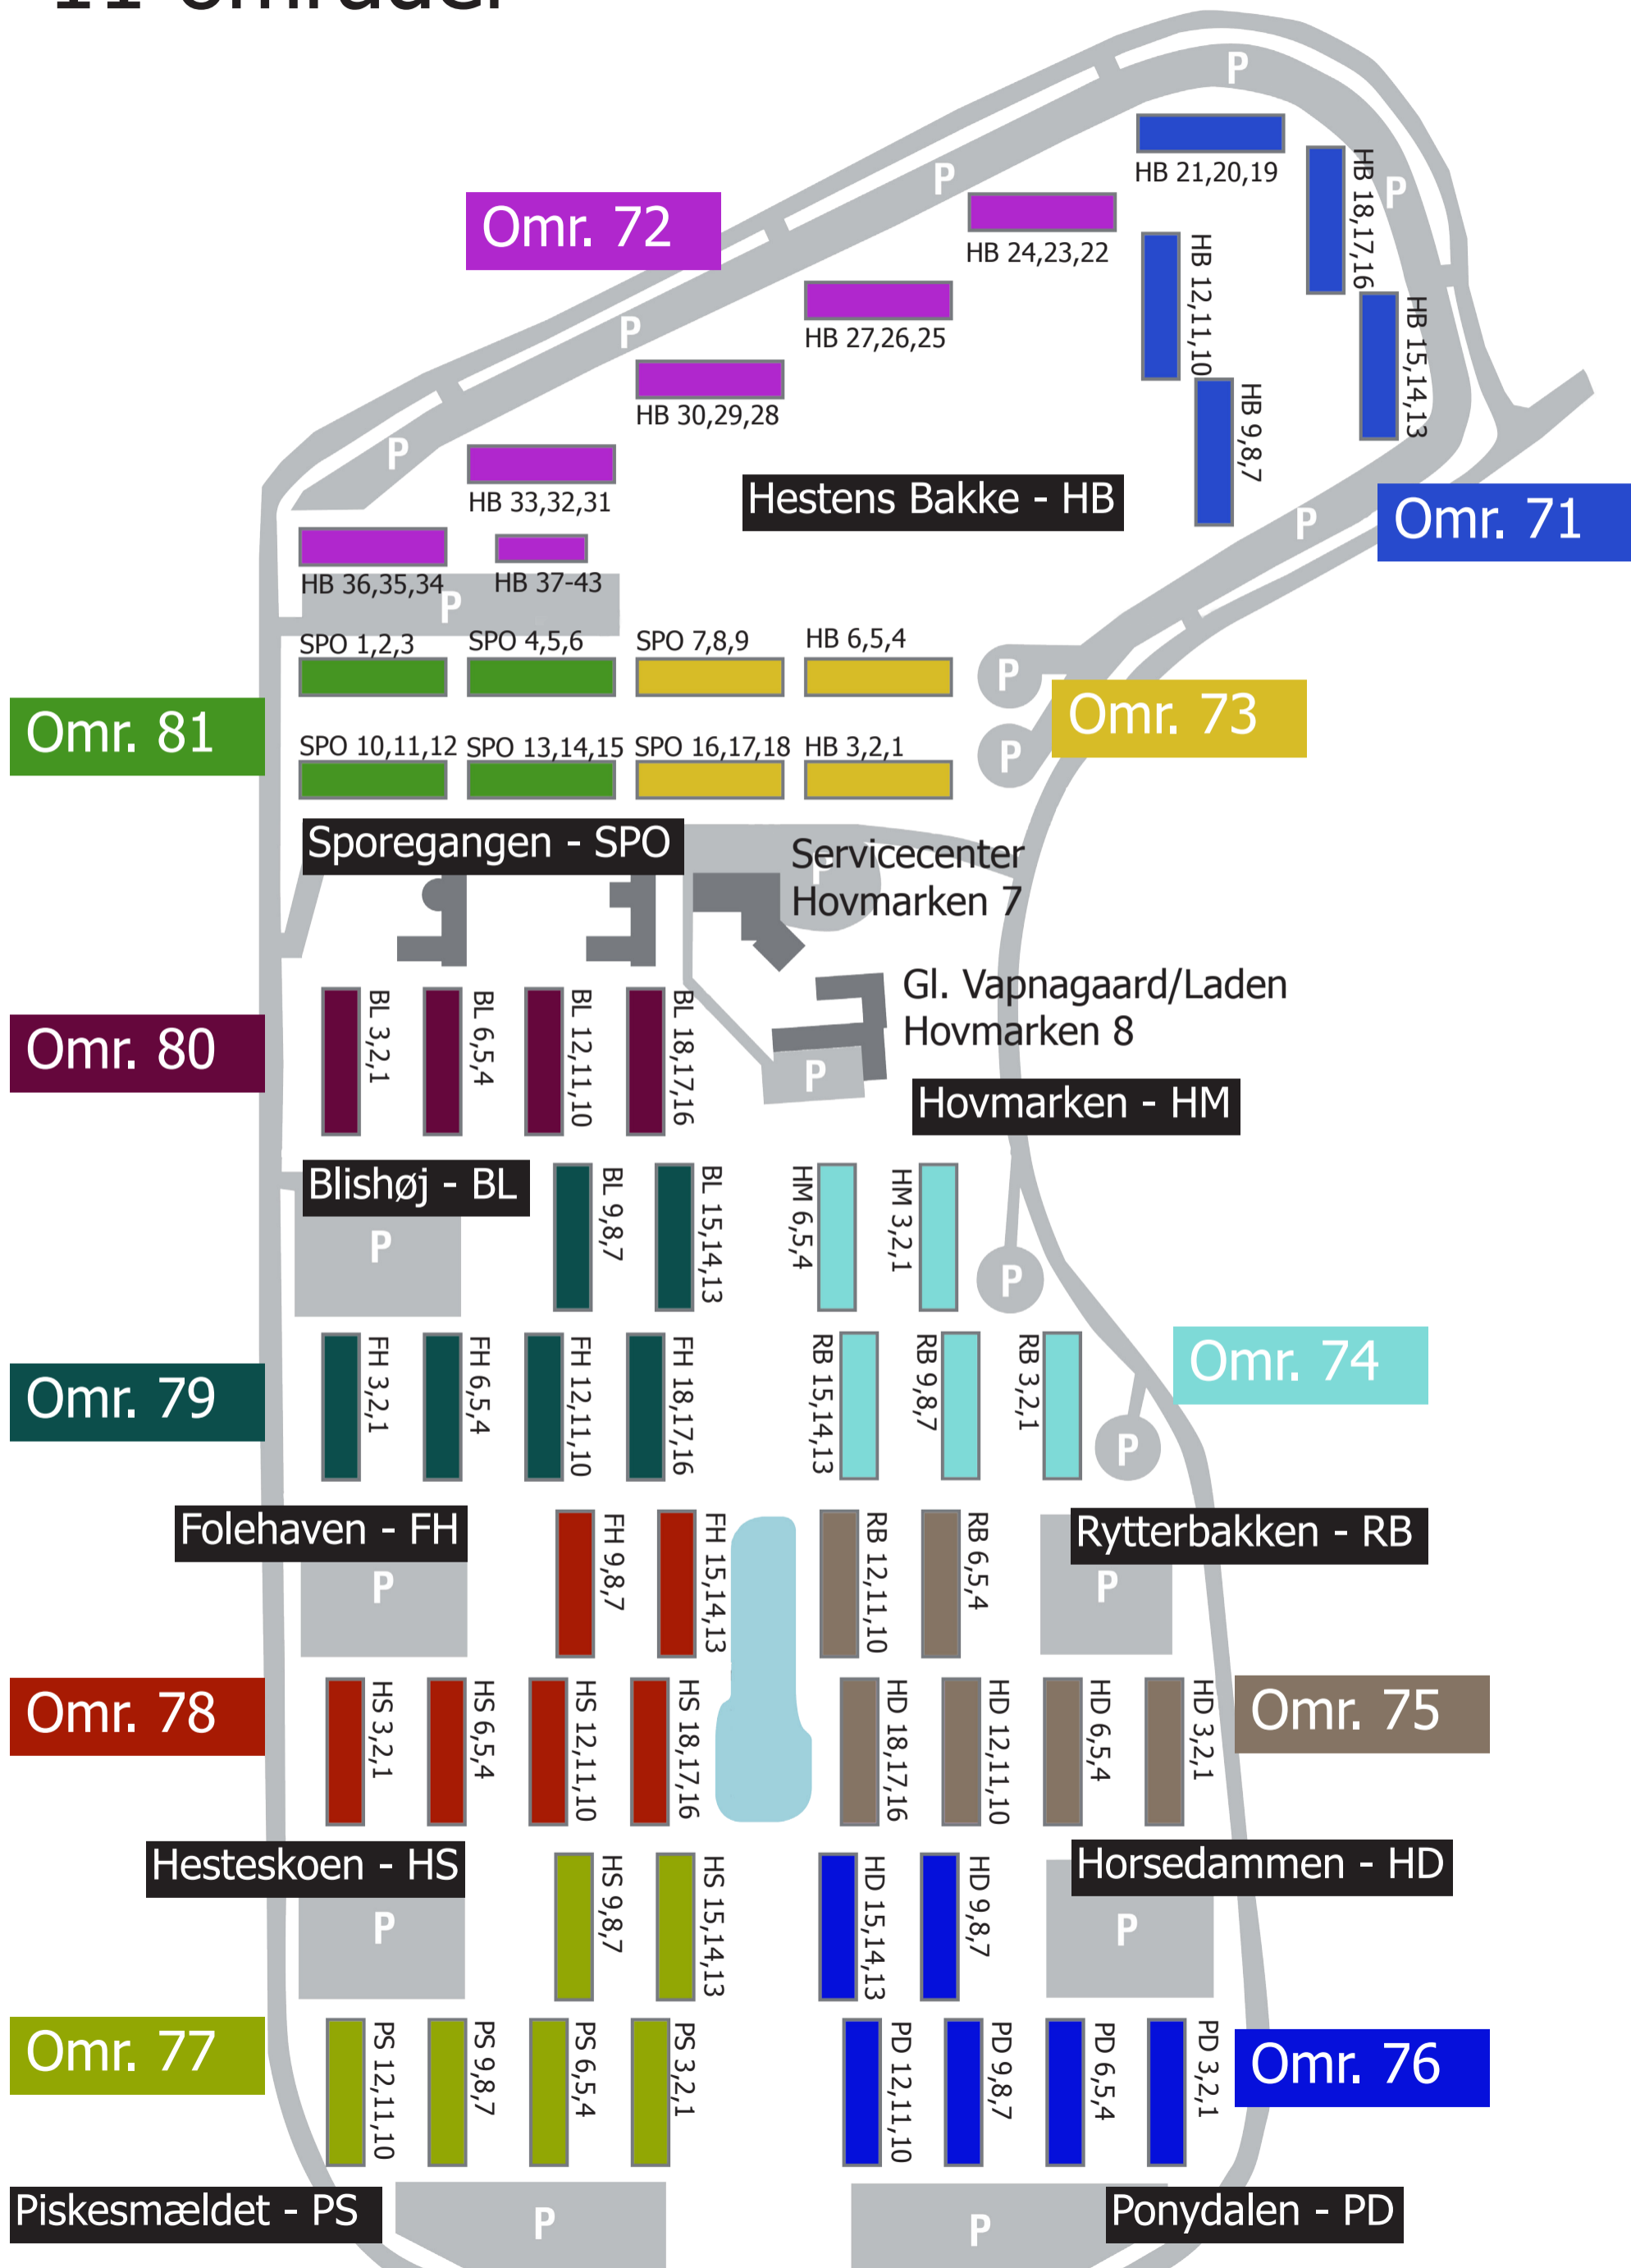 områder
P
HB 21,20,19
HB 18,17,16
P
P
Omr. 72
HB 24,23,22
HB 12,11,10
HB 27,26,25
HB 15,14,13
P
HB 30,29,28
HB 9,8,7
P
HB 33,32,31
Hestens Bakke - HB
Omr. 71
P
HB 36,35,34
HB 37-43
P
SPO 1,2,3
SPO 4,5,6
SPO 7,8,9
HB 6,5,4
P
Omr. 73
Omr. 81
SPO 10,11,12
SPO 13,14,15
SPO 16,17,18
HB 3,2,1
P
Sporegangen - SPO
P
Servicecenter
Hovmarken 7
Gl. Vapnagaard/Laden
Hovmarken 8
Omr. 80
BL 3,2,1
BL 6,5,4
BL 12,11,10
BL 18,17,16
P
Hovmarken - HM
Blishøj - BL
P
BL 9,8,7
BL 15,14,13
HM 6,5,4
HM 3,2,1
P
Omr. 79
FH 3,2,1
FH 6,5,4
FH 12,11,10
FH 18,17,16
RB 15,14,13
RB 9,8,7
RB 3,2,1
Omr. 74
P
Folehaven - FH
P
FH 9,8,7
FH 15,14,13
RB 12,11,10
RB 6,5,4
Rytterbakken - RB
P
Omr. 78
HS 3,2,1
HS 6,5,4
HS 12,11,10
HS 18,17,16
HD 18,17,16
HD 12,11,10
HD 6,5,4
HD 3,2,1
Omr. 75
Hesteskoen - HS
P
HS 9,8,7
HS 15,14,13
HD 15,14,13
HD 9,8,7
Horsedammen - HD
P
Omr. 77
PS 12,11,10
PS 9,8,7
PS 6,5,4
PS 3,2,1
PD 12,11,10
PD 9,8,7
PD 6,5,4
PD 3,2,1
Omr. 76
Piskesmældet - PS
P
P
Ponydalen - PD